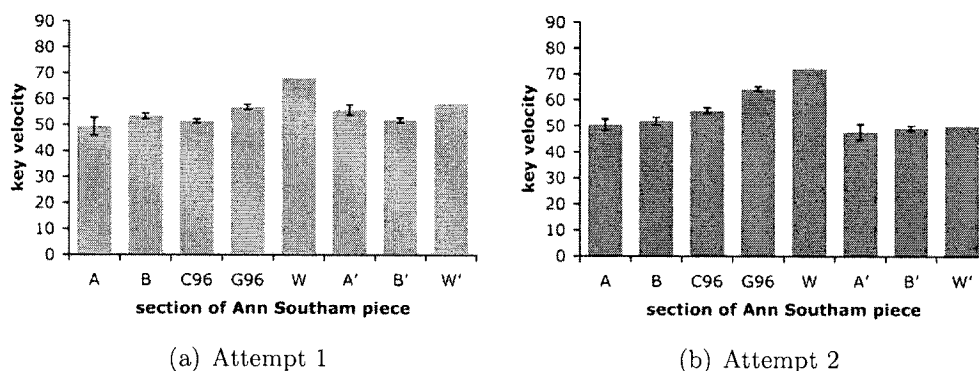 90
80
70
60
50
40
30
20
10
0
key velocity
A B C96 G96 W A' B' W'
section of Ann Southam piece
(a) Attempt 1
90
80
70
60
50
40
30
20
10
0
key velocity
A B C96 G96 W A' B' W'
section of Ann Southam piece
(b) Attempt 2